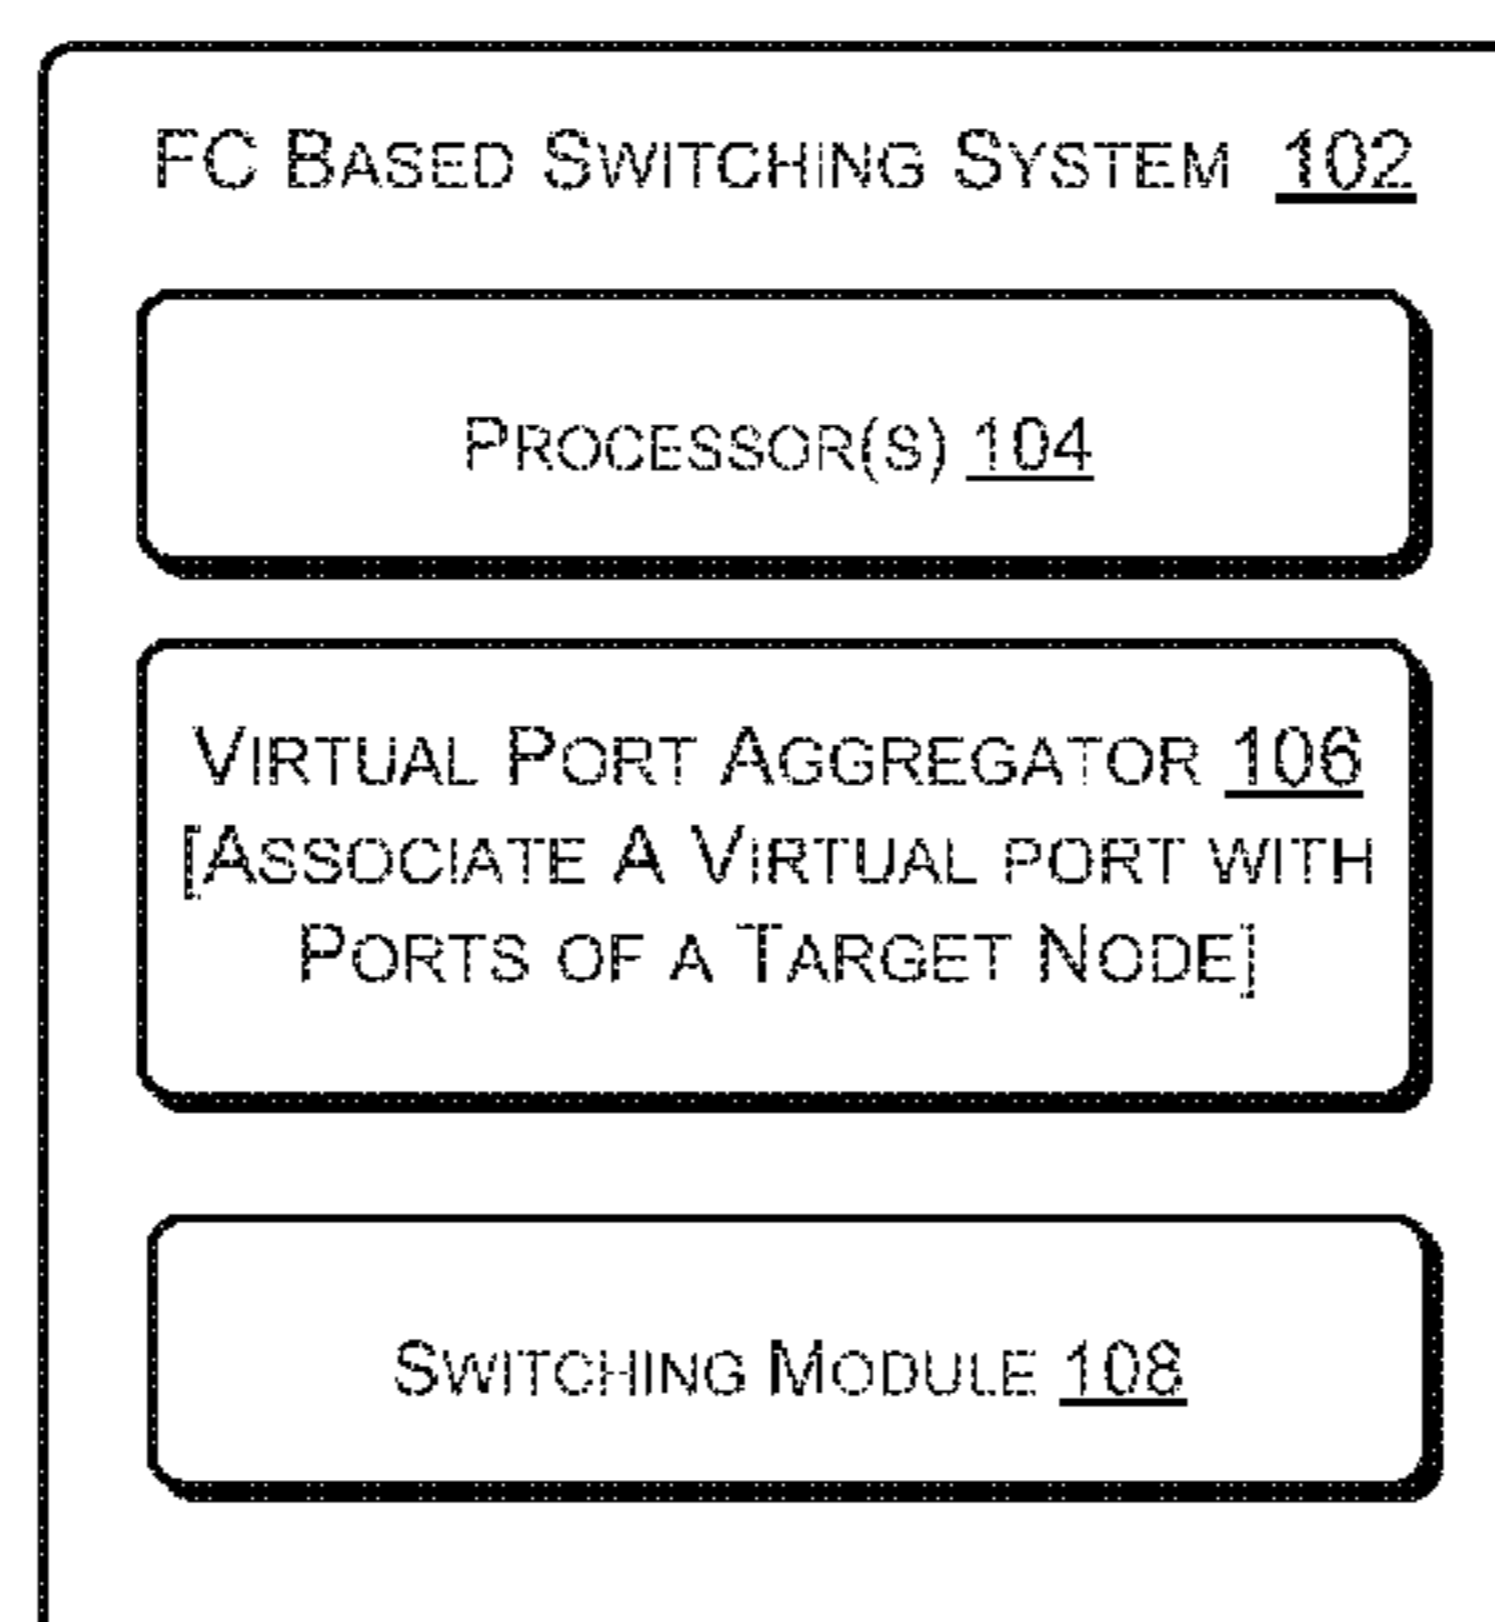 FC BASED SWITCHING SYSTEM 102
PROCESSOR(S) 104
VIRTUAL PORT AGGREGATOR 106
[ASSOCIATE A VIRTUAL PORT WITH
PORTS OF A TARGET NODE]
SWITCHING MODULE 108